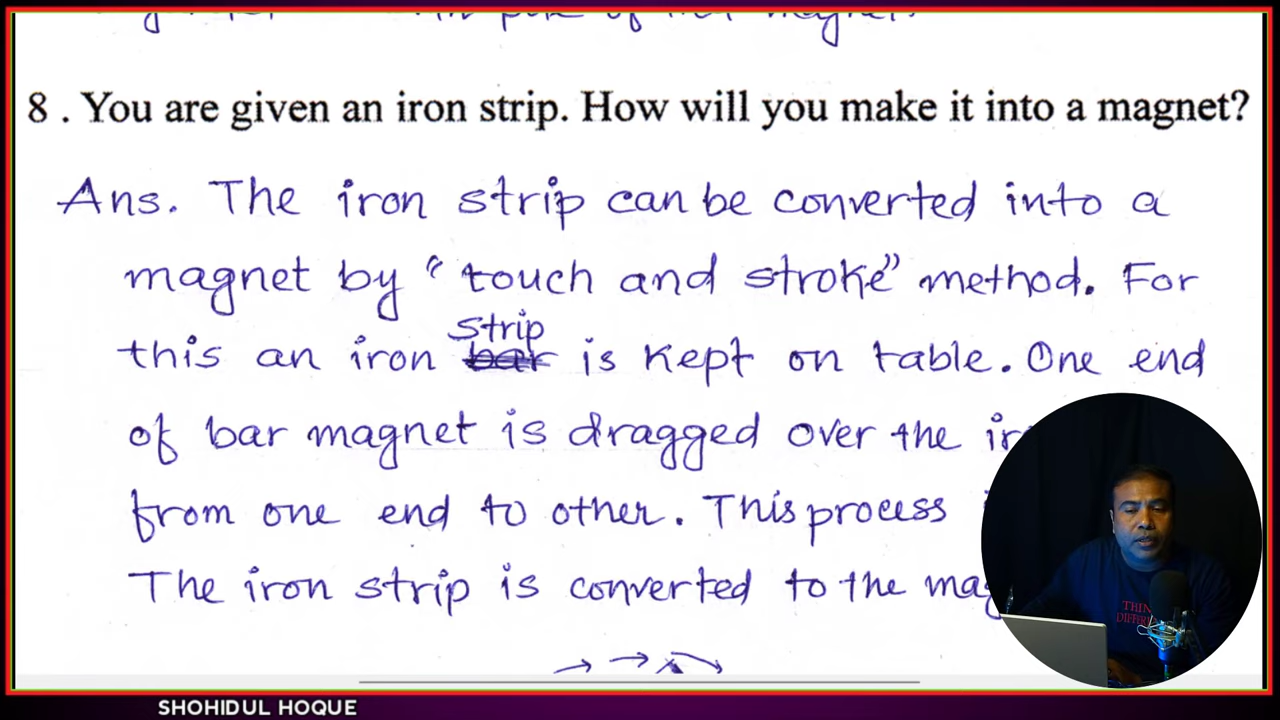 8 . You are given an iron strip. How will you make it into a magnet?
Ans. The iron strip can be converted into a
magnet by "touch and stroke" method. For
strip
this an iron bar is kept on table. One end
of bar magnet is dragged over the
from one end to other. This process
The iron strip is converted to the
THIN
SHOHIDUL HOQUE